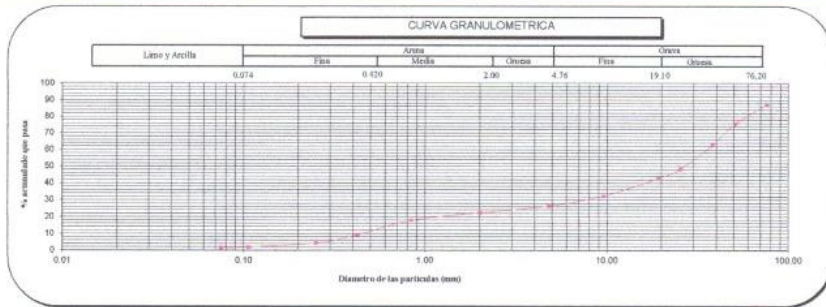 CURVA GRANULOMETRICA
Limo y Arcilla
Arena
Grava
Fina
Media
Gruesa
Fina
Gruesa
0.074
0.420
2.00
4.76
19.10
76.20
100
90
80
70
60
50
40
30
20
10
0
% acumulado que pasa
0.01
0.10
1.00
10.00
100.00
Diametro de las particulas (mm)